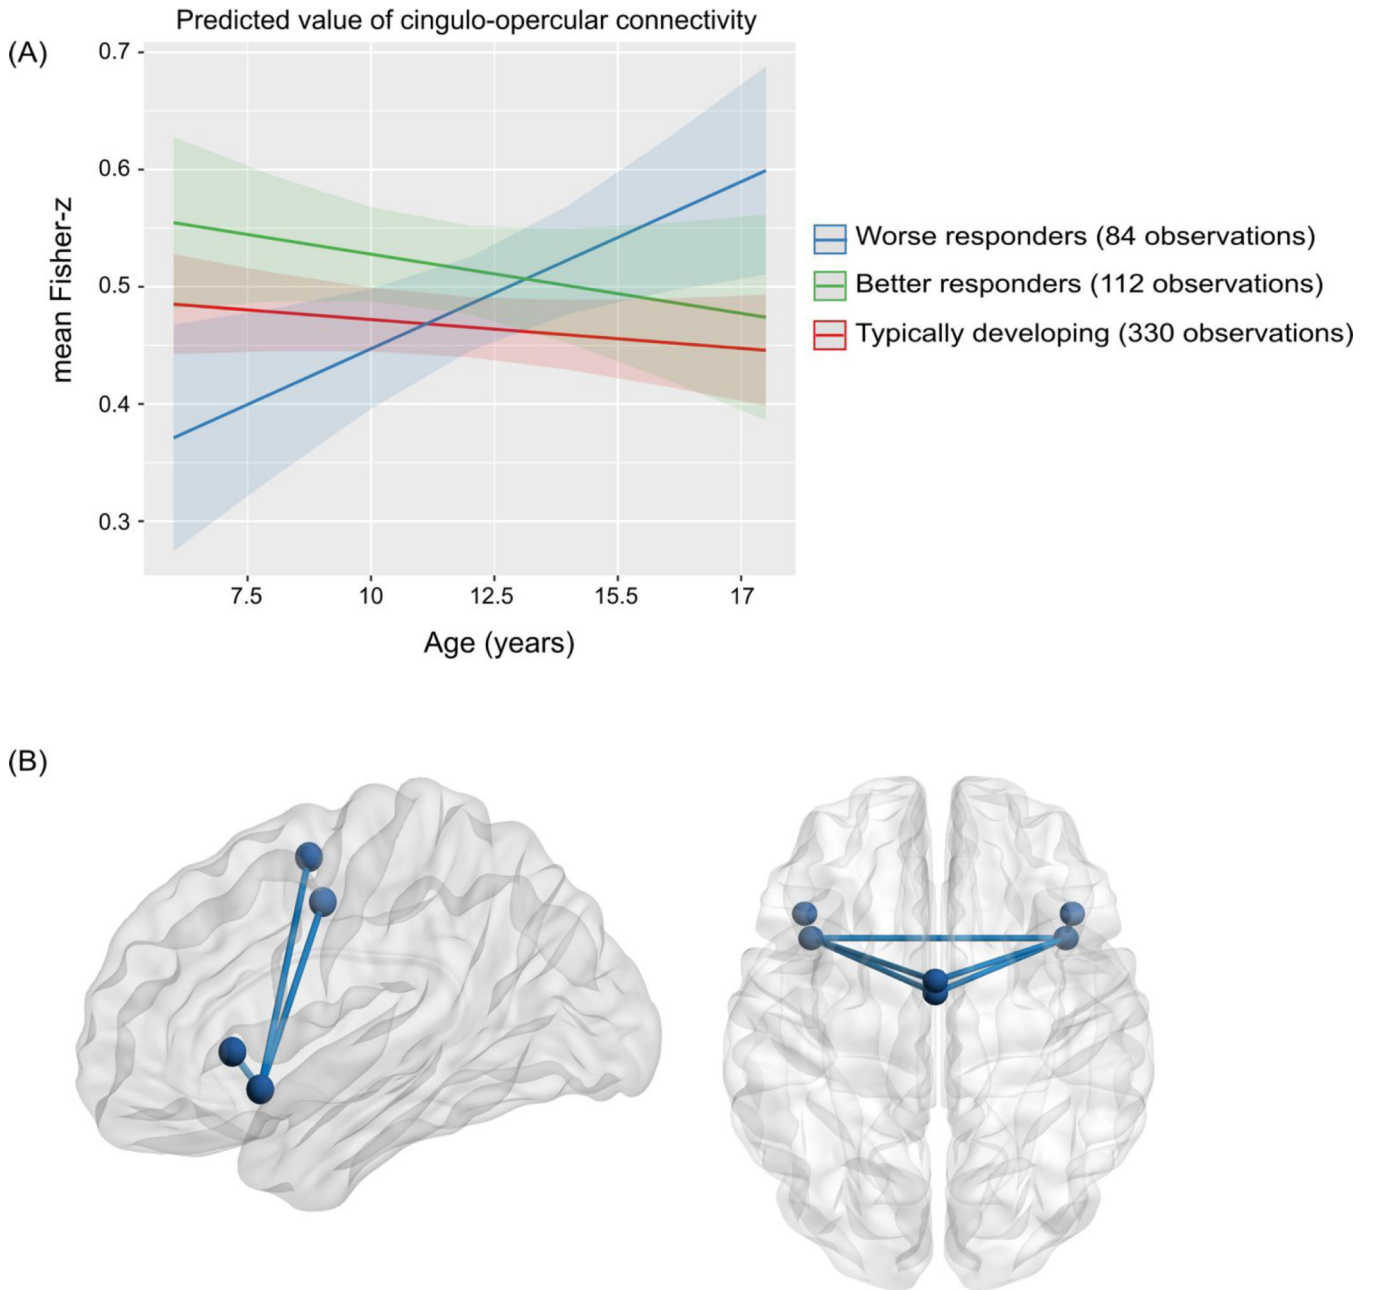 Predicted value of cingulo-opercular connectivity
(A)
0.7
0.6
0.5
0.4
0.3
mean Fisher-z
7.5 10 12.5 15.5 17
Age (years)
Worse responders (84 observations)
Better responders (112 observations)
Typically developing (330 observations)
(B)